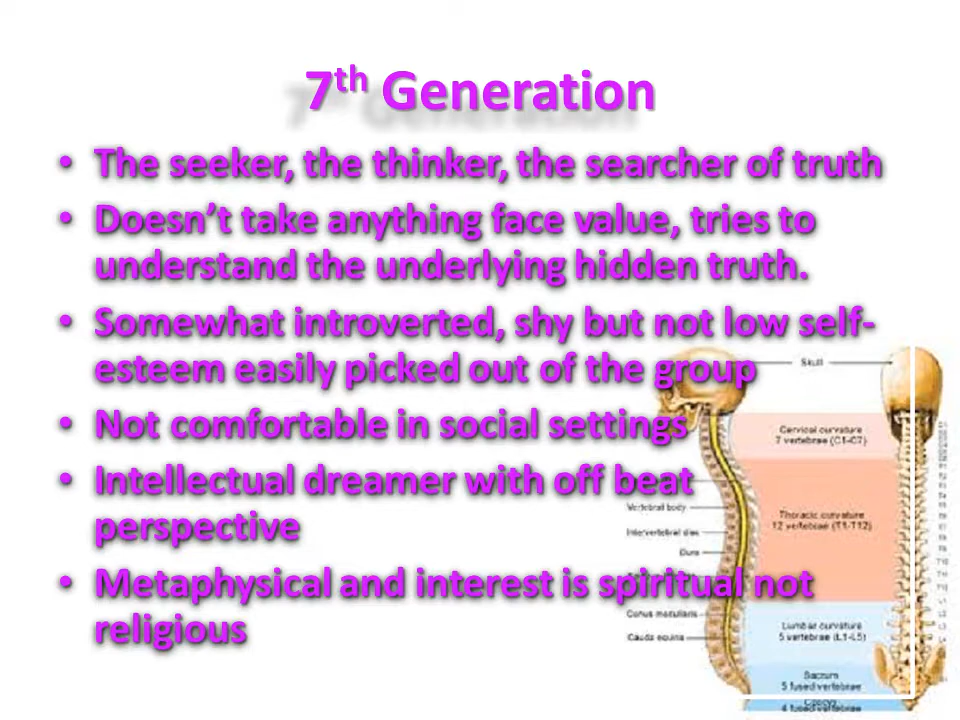 7th Generation
• The seeker, the thinker, the searcher of truth
• Doesn't take anything face value, tries to
understand the underlying hidden truth.
• Somewhat introverted, shy but not low self-
esteem easily picked out of the group
• Not comfortable in social settings
• Intellectual dreamer with off beat
perspective
• Metaphysical and interest is spiritual not
religious
Skull
Cervical curvature
7 vertebrae (C1-C7)
Vertebral body
Intervertebral disc
Dura
Thoracic curvature
12 vertebrae (T1-T12)
Conus medullaris
Cauda equina
Lumbar curvature
5 vertebrae (L1-L5)
Sacrum
5 fused vertebrae
Coccyx
4 fused vertebrae